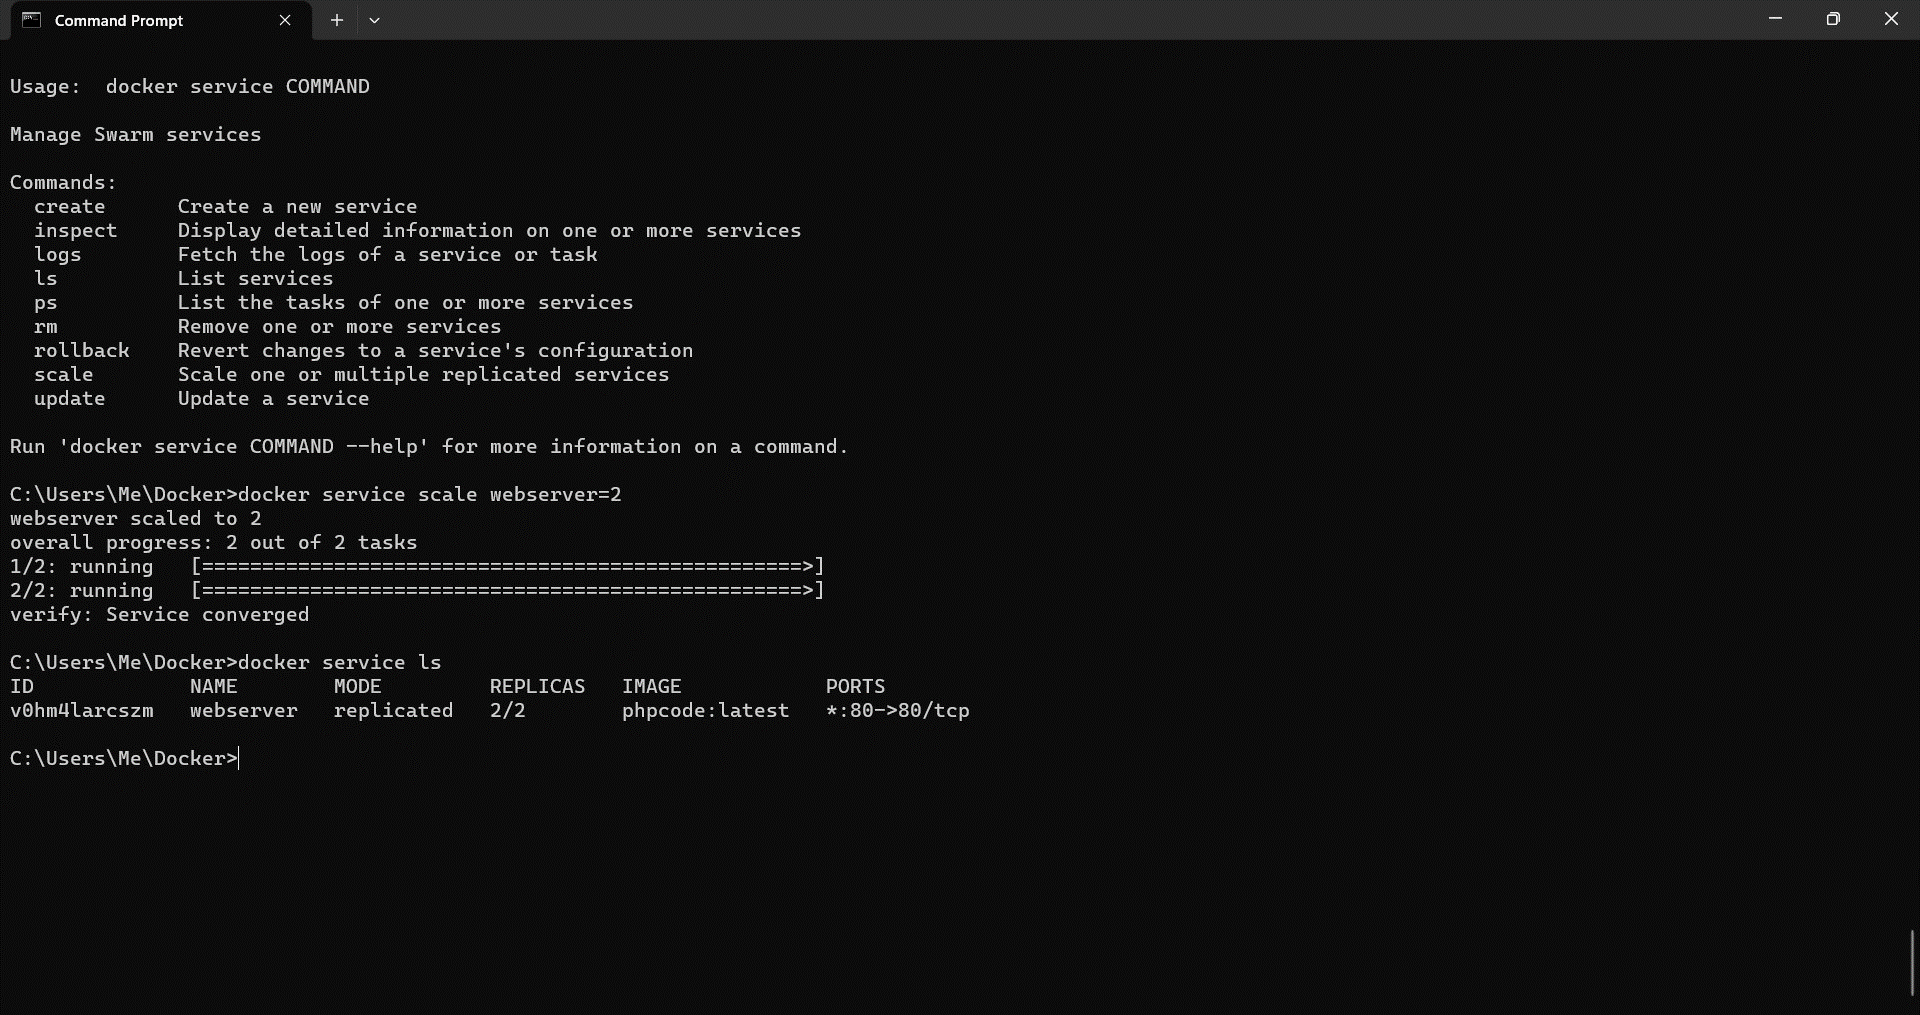 Command Prompt
Usage:  docker service COMMAND
Manage Swarm services
Commands:
  create      Create a new service
  inspect     Display detailed information on one or more services
  logs        Fetch the logs of a service or task
  ls          List services
  ps          List the tasks of one or more services
  rm          Remove one or more services
  rollback    Revert changes to a service's configuration
  scale       Scale one or multiple replicated services
  update      Update a service
Run 'docker service COMMAND --help' for more information on a command.
C:\Users\Me\Docker>docker service scale webserver=2
webserver scaled to 2
overall progress: 2 out of 2 tasks
1/2: running   [==================================================>]
2/2: running   [==================================================>]
verify: Service converged
C:\Users\Me\Docker>docker service ls
ID             NAME        MODE         REPLICAS   IMAGE            PORTS
v0hm4larcszm   webserver   replicated   2/2        phpcode:latest   *:80->80/tcp
C:\Users\Me\Docker>